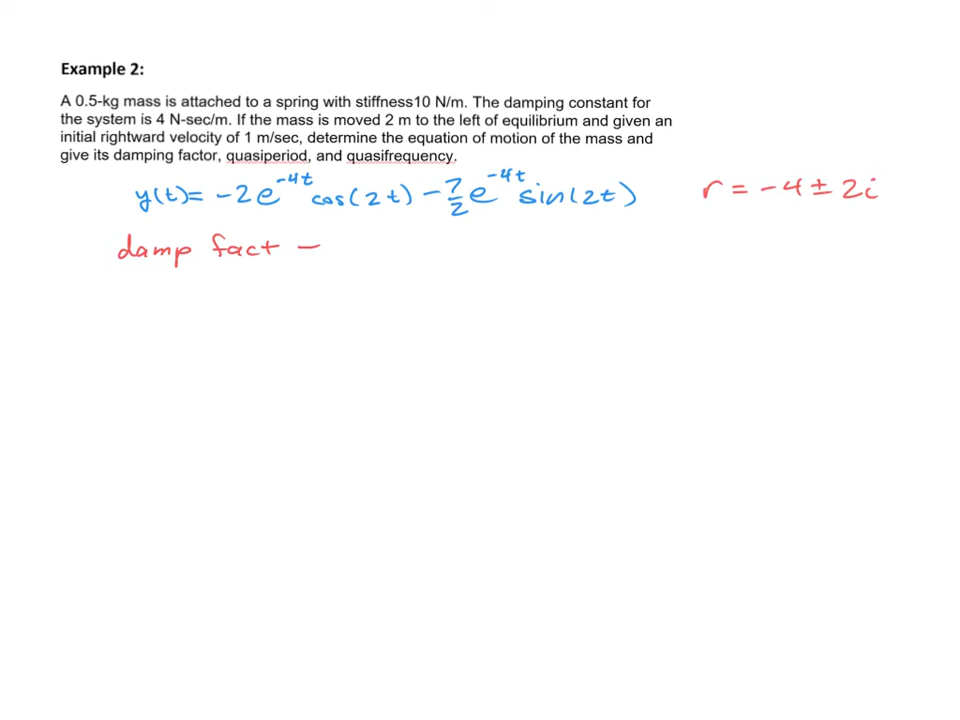 Example 2:
A 0.5-kg mass is attached to a spring with stiffness10 N/m. The damping constant for
the system is 4 N-sec/m. If the mass is moved 2 m to the left of equilibrium and given an
initial rightward velocity of 1 m/sec, determine the equation of motion of the mass and
give its damping factor, quasiperiod, and quasifrequency.
y(t)= -2e^{-4t} cos(2t) - 7/2 e^{-4t} sin(2t) r = -4 ± 2i
damp fact -